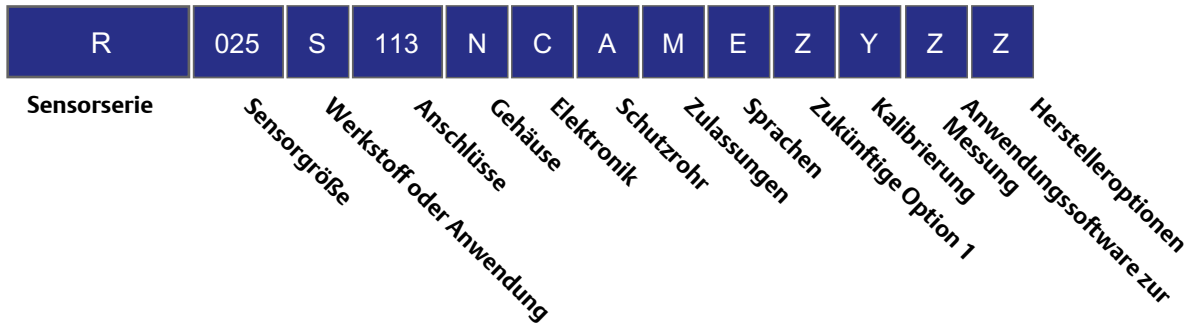 R 025 S 113 N C A M E Z Y Z Z
Sensorserie
Sensorgröße
Werkstoff oder Anwendung
Anschlüsse
Gehäuse
Elektronik
Schutzrohr
Zulassungen
Sprachen
Zukünftige Option 1
Kalibrierung
Anwendungssoftware zur
Messung
Herstelleroptionen